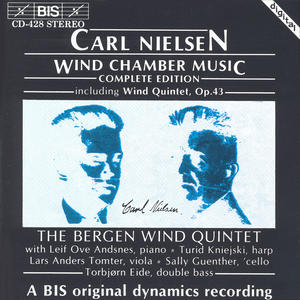 BIS
CD-428 STEREO
digital
CARL NIELSEN
WIND CHAMBER MUSIC
COMPLETE EDITION
including Wind Quintet, Op.43
Carl Nielsen
THE BERGEN WIND QUINTET
with Leif Ove Andsnes, piano * Turid Kniejski, harp
Lars Anders Tomter, viola * Sally Guenther, 'cello
Torbjørn Eide, double bass
A BIS original dynamics recording